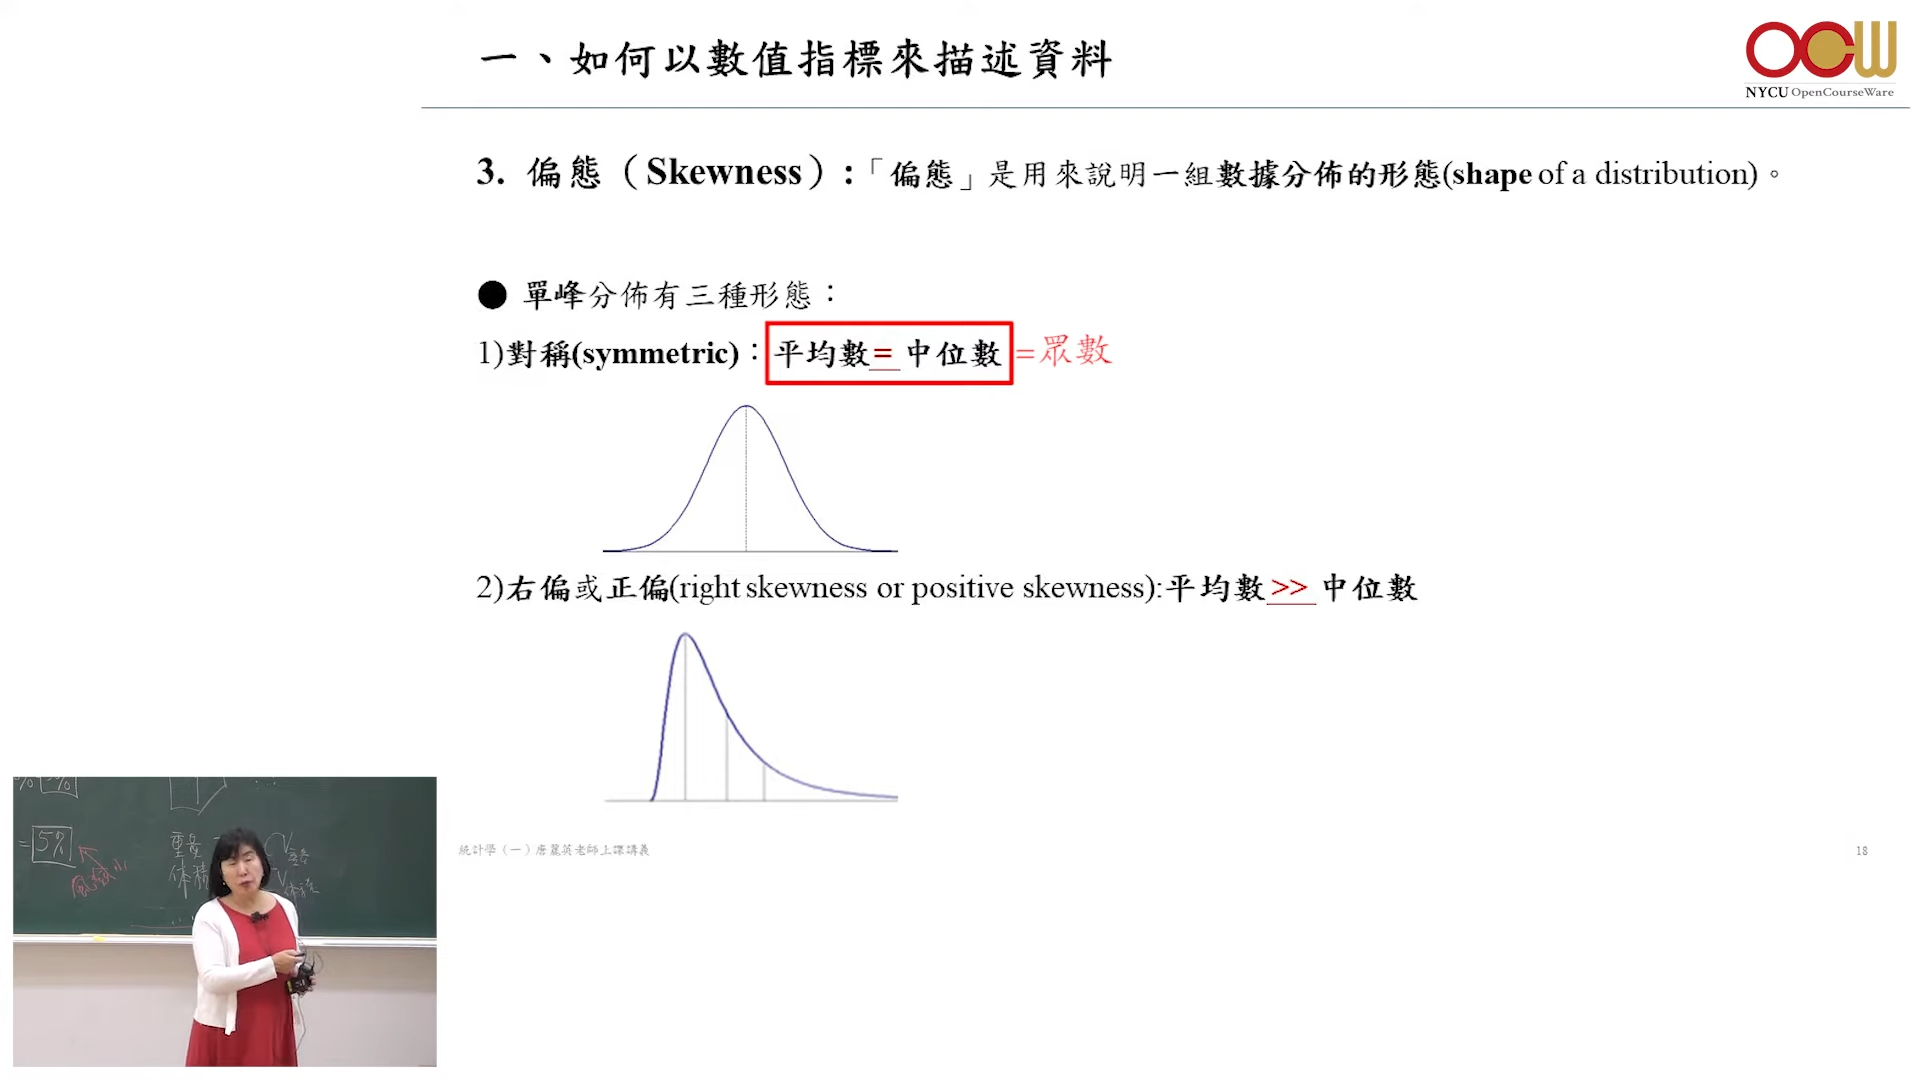 一、如何以數值指標來描述資料
OCW
NYCU OpenCourseWare
3. 偏態（Skewness）:「偏態」是用來說明一組數據分佈的形態(shape of a distribution)。
● 單峰分佈有三種形態：
1)對稱(symmetric)：平均數= 中位數=眾數
2)右偏或正偏(right skewness or positive skewness):平均數>> 中位數
=5%
重量
体積
統計學（一）唐麗英老師上課講義
18